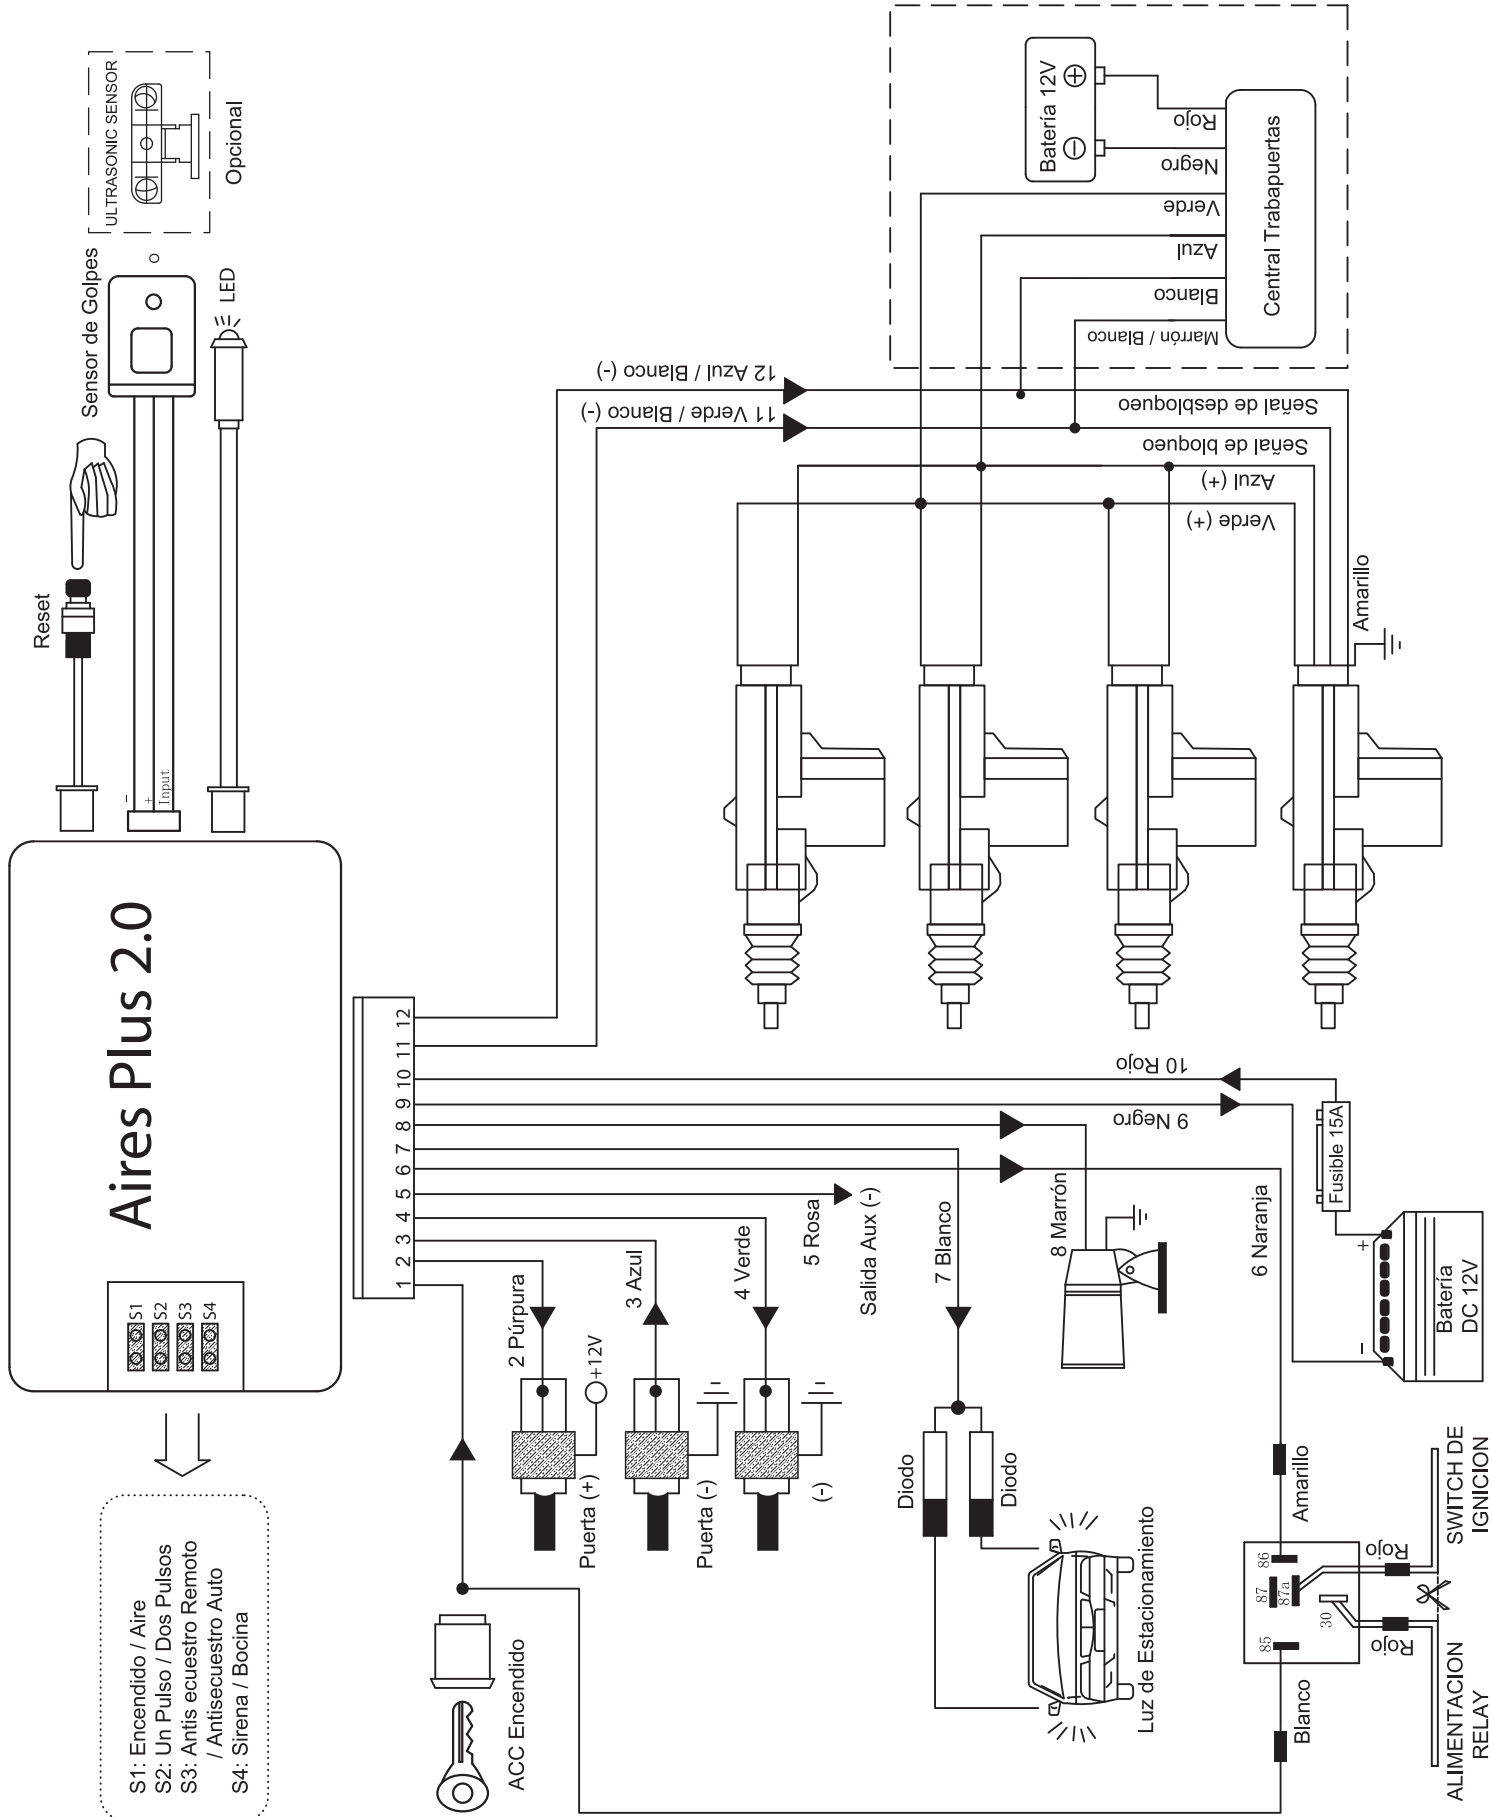 ULTRASONIC SENSOR
Opcional
Sensor de Golpes
LED
Reset
-
+
Input
Aires Plus 2.0
S1
S2
S3
S4
S1: Encendido / Aire
S2: Un Pulso / Dos Pulsos
S3: Antis ecuestro Remoto
/ Antisecuestro Auto
S4: Sirena / Bocina
1 2 3 4 5 6 7 8 9 10 11 12
12 Azul / Blanco (-)
11 Verde / Blanco (-)
Señal de desbloqueo
Señal de bloqueo
Azul (+)
Verde (+)
Amarillo
Batería 12V
Rojo
Negro
Verde
Azul
Blanco
Marrón / Blanco
Central Trabapuertas
10 Rojo
9 Negro
8 Marrón
7 Blanco
6 Naranja
5 Rosa
Salida Aux (-)
4 Verde
3 Azul
2 Púrpura
+12V
Puerta (+)
Puerta (-)
(-)
ACC Encendido
Diodo
Diodo
Luz de Estacionamiento
Fusible 15A
+
-
Batería
DC 12V
Amarillo
Blanco
86
87
87a
85
30
Rojo
Rojo
SWITCH DE
IGNICION
ALIMENTACION
RELAY